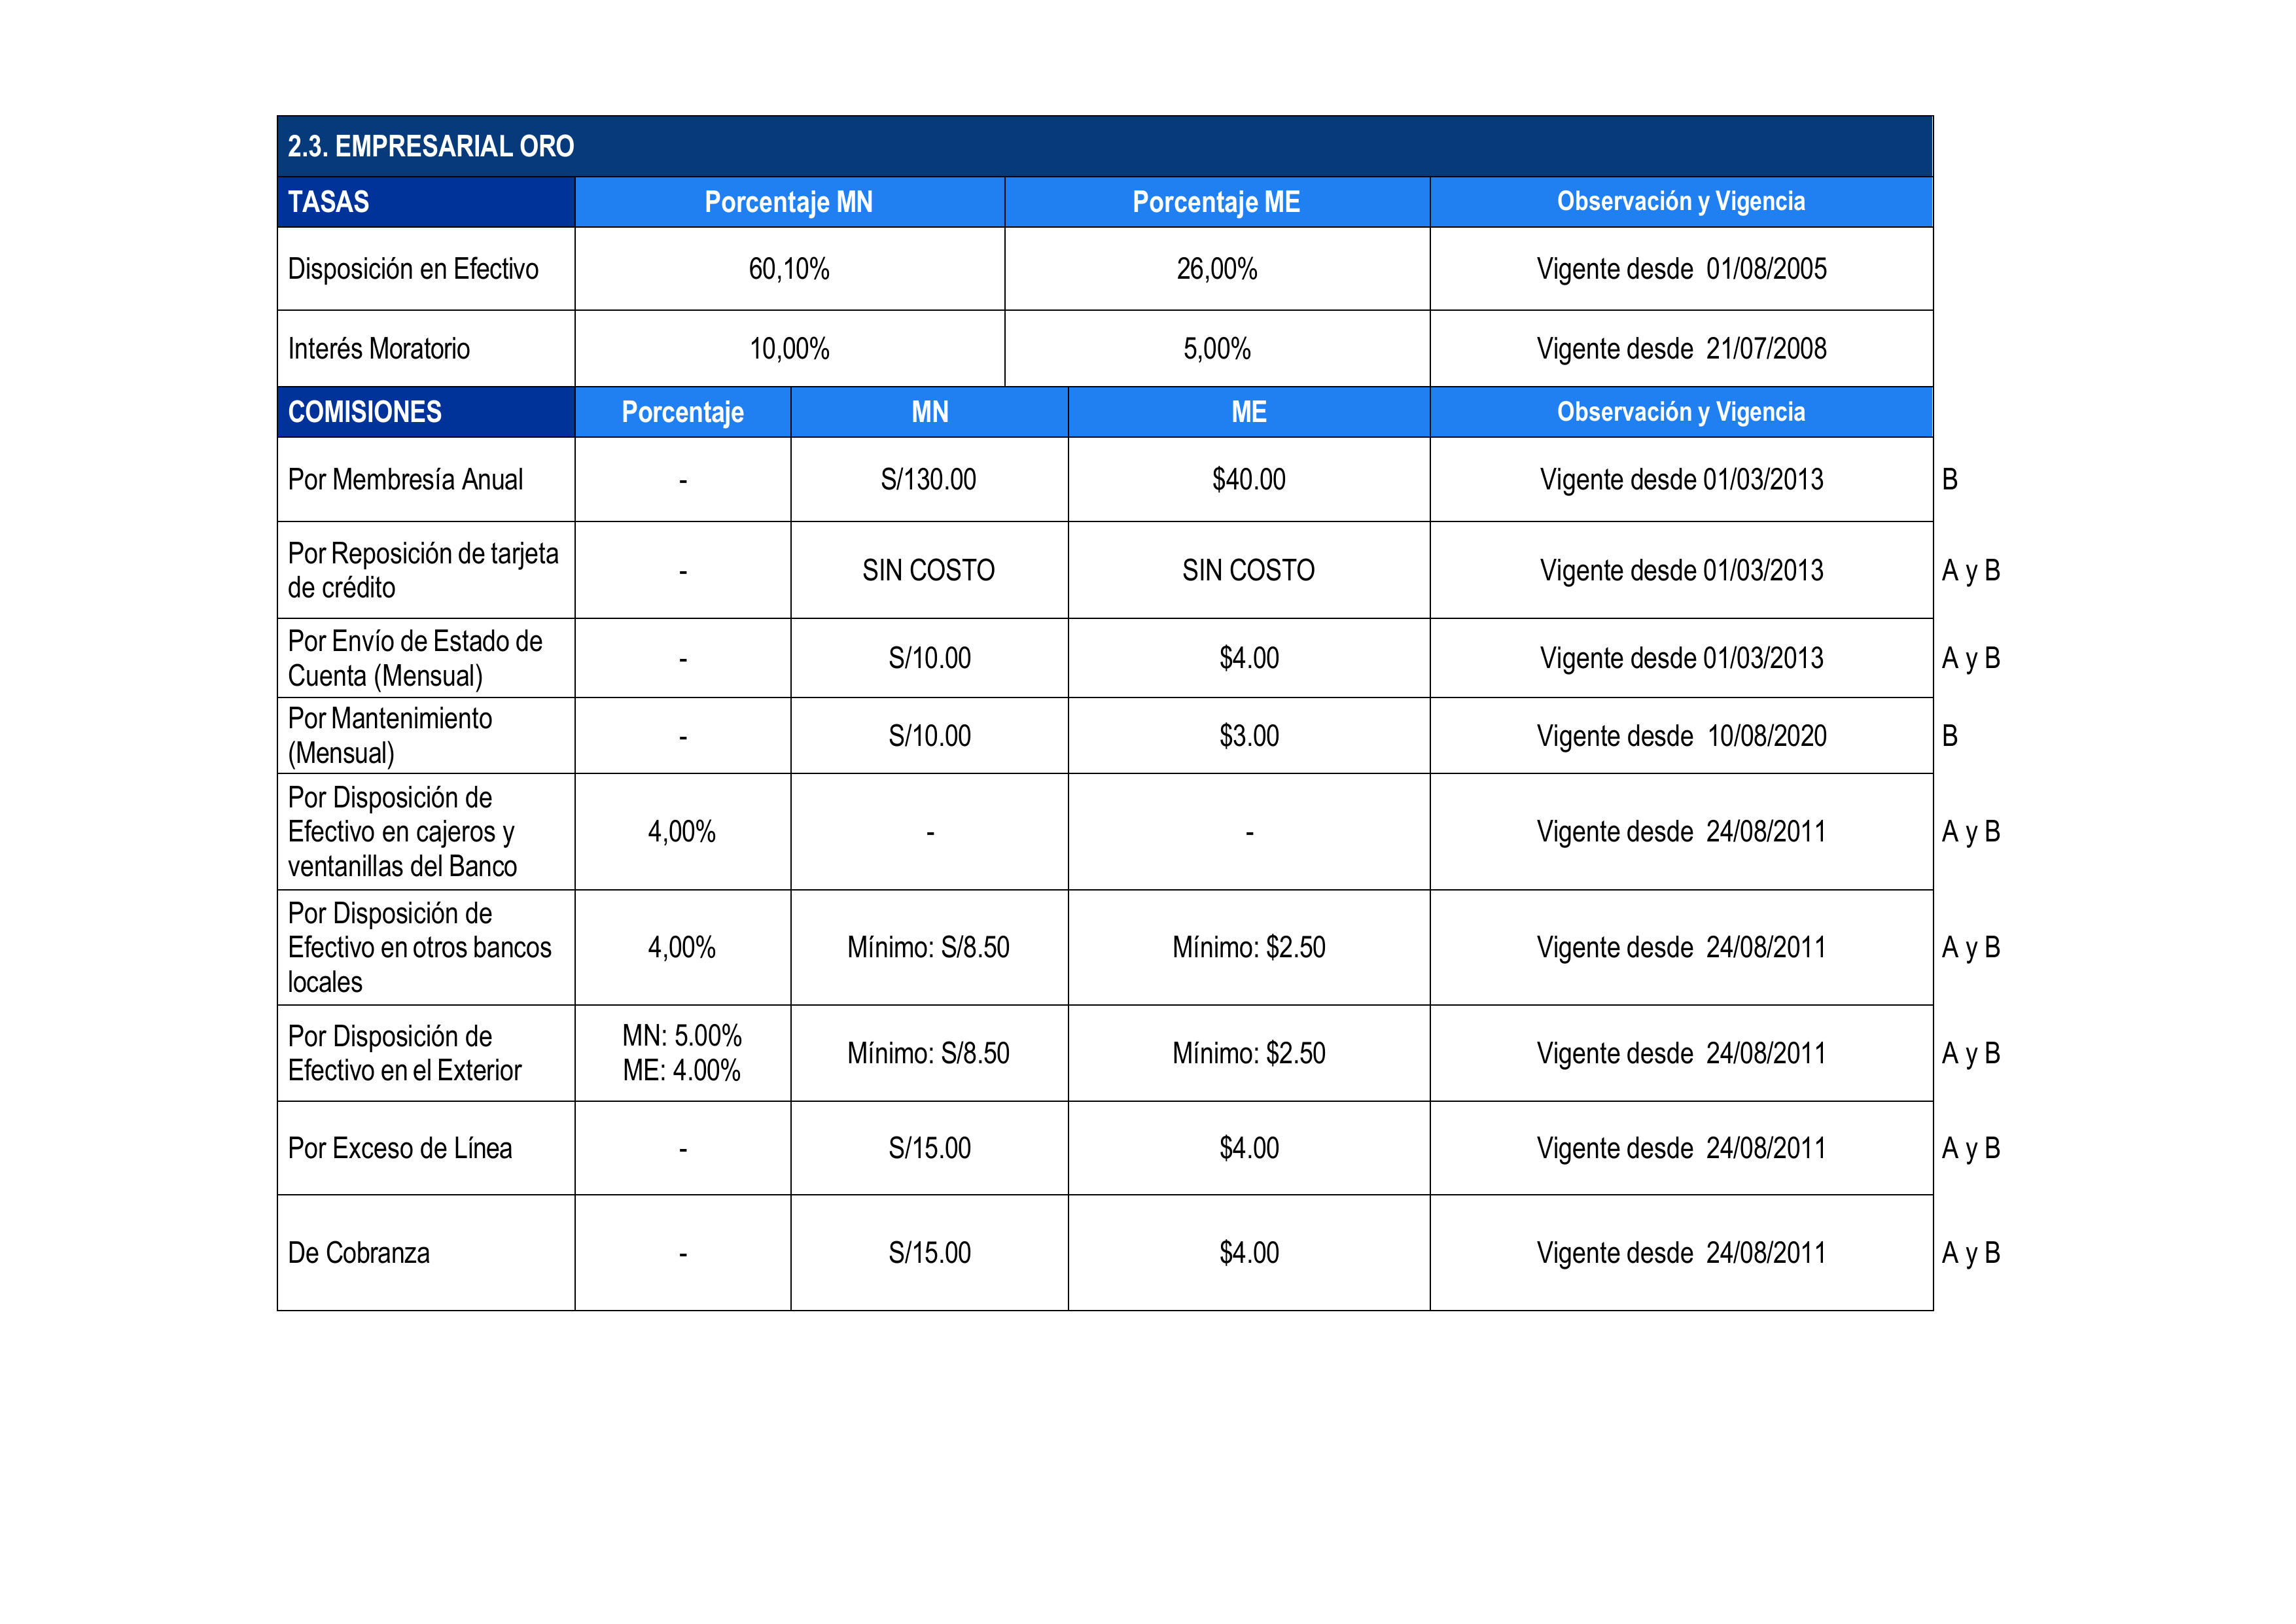 2.3. EMPRESARIAL ORO
TASAS Porcentaje MN Porcentaje ME Observación y Vigencia
Disposición en Efectivo 60,10% 26,00% Vigente desde 01/08/2005
Interés Moratorio 10,00% 5,00% Vigente desde 21/07/2008
COMISIONES Porcentaje MN ME Observación y Vigencia
Por Membresía Anual - S/130.00 $40.00 Vigente desde 01/03/2013 B
Por Reposición de tarjeta
de crédito - SIN COSTO SIN COSTO Vigente desde 01/03/2013 A y B
Por Envío de Estado de
Cuenta (Mensual) - S/10.00 $4.00 Vigente desde 01/03/2013 A y B
Por Mantenimiento
(Mensual) - S/10.00 $3.00 Vigente desde 10/08/2020 B
Por Disposición de
Efectivo en cajeros y
ventanillas del Banco 4,00% - - Vigente desde 24/08/2011 A y B
Por Disposición de
Efectivo en otros bancos
locales 4,00% Mínimo: S/8.50 Mínimo: $2.50 Vigente desde 24/08/2011 A y B
Por Disposición de
Efectivo en el Exterior MN: 5.00%
ME: 4.00% Mínimo: S/8.50 Mínimo: $2.50 Vigente desde 24/08/2011 A y B
Por Exceso de Línea - S/15.00 $4.00 Vigente desde 24/08/2011 A y B
De Cobranza - S/15.00 $4.00 Vigente desde 24/08/2011 A y B